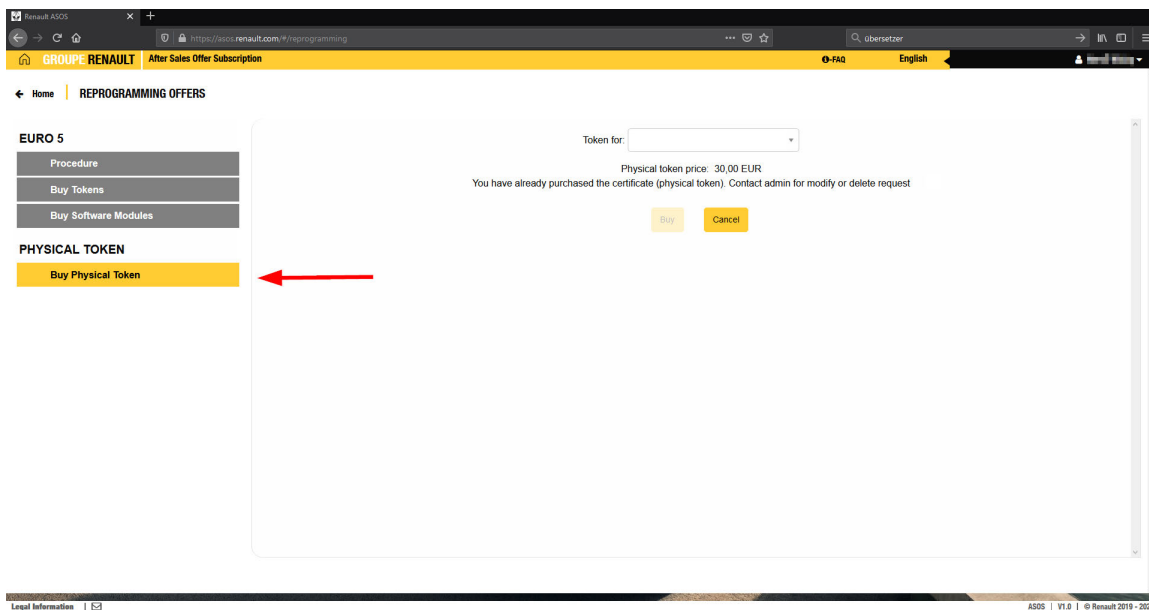 Renault ASOS
https://asos.renault.com/#/reprogramming
übersetzer
GROUPE RENAULT After Sales Offer Subscription
FAQ English
Home REPROGRAMMING OFFERS
EURO 5
Procedure
Buy Tokens
Buy Software Modules
PHYSICAL TOKEN
Buy Physical Token
Token for:
Physical token price: 30,00 EUR
You have already purchased the certificate (physical token). Contact admin for modify or delete request
Buy Cancel
Legal Information | ASOS | V1.0 | © Renault 2019 - 202